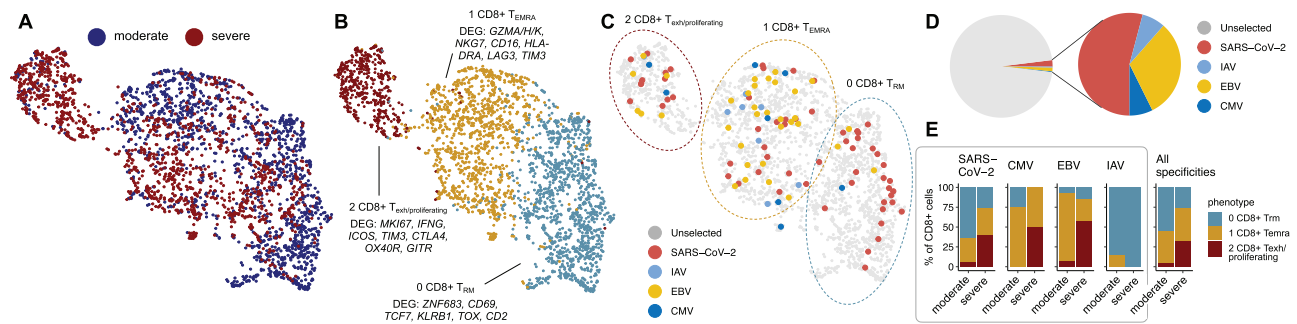 A
moderate
severe
B
1 CD8+ TEMRA
DEG: GZMA/H/K,
NKG7, CD16, HLA-
DRA, LAG3, TIM3
2 CD8+ Texh/proliferating
DEG: MKI67, IFNG,
ICOS, TIM3, CTLA4,
OX40R, GITR
0 CD8+ TRM
DEG: ZNF683, CD69,
TCF7, KLRB1, TOX, CD2
C
2 CD8+ Texh/proliferating
1 CD8+ TEMRA
0 CD8+ TRM
Unselected
SARS–CoV–2
IAV
EBV
CMV
D
Unselected
SARS–CoV–2
IAV
EBV
CMV
E
SARS–
CoV–2
CMV
EBV
IAV
All
specificities
% of CD8+ cells
100
75
50
25
0
moderate
severe
moderate
severe
moderate
severe
moderate
severe
moderate
severe
phenotype
0 CD8+ Trm
1 CD8+ Temra
2 CD8+ Texh/
proliferating